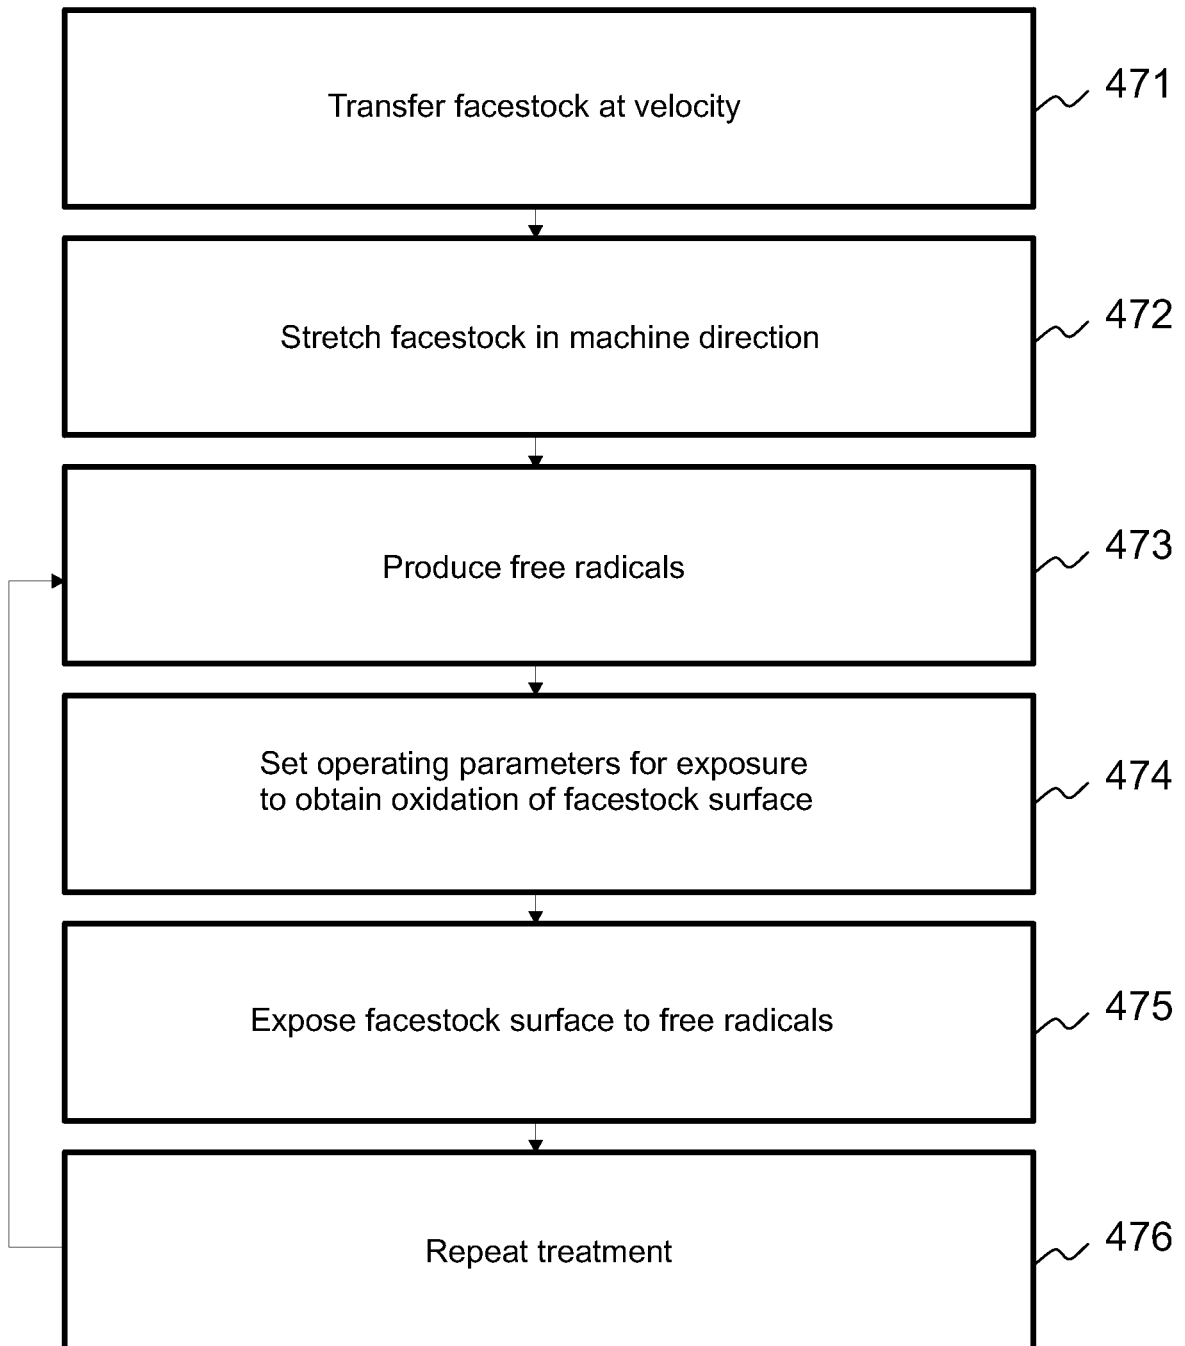 Transfer facestock at velocity
471
Stretch facestock in machine direction
472
Produce free radicals
473
Set operating parameters for exposure
to obtain oxidation of facestock surface
474
Expose facestock surface to free radicals
475
Repeat treatment
476